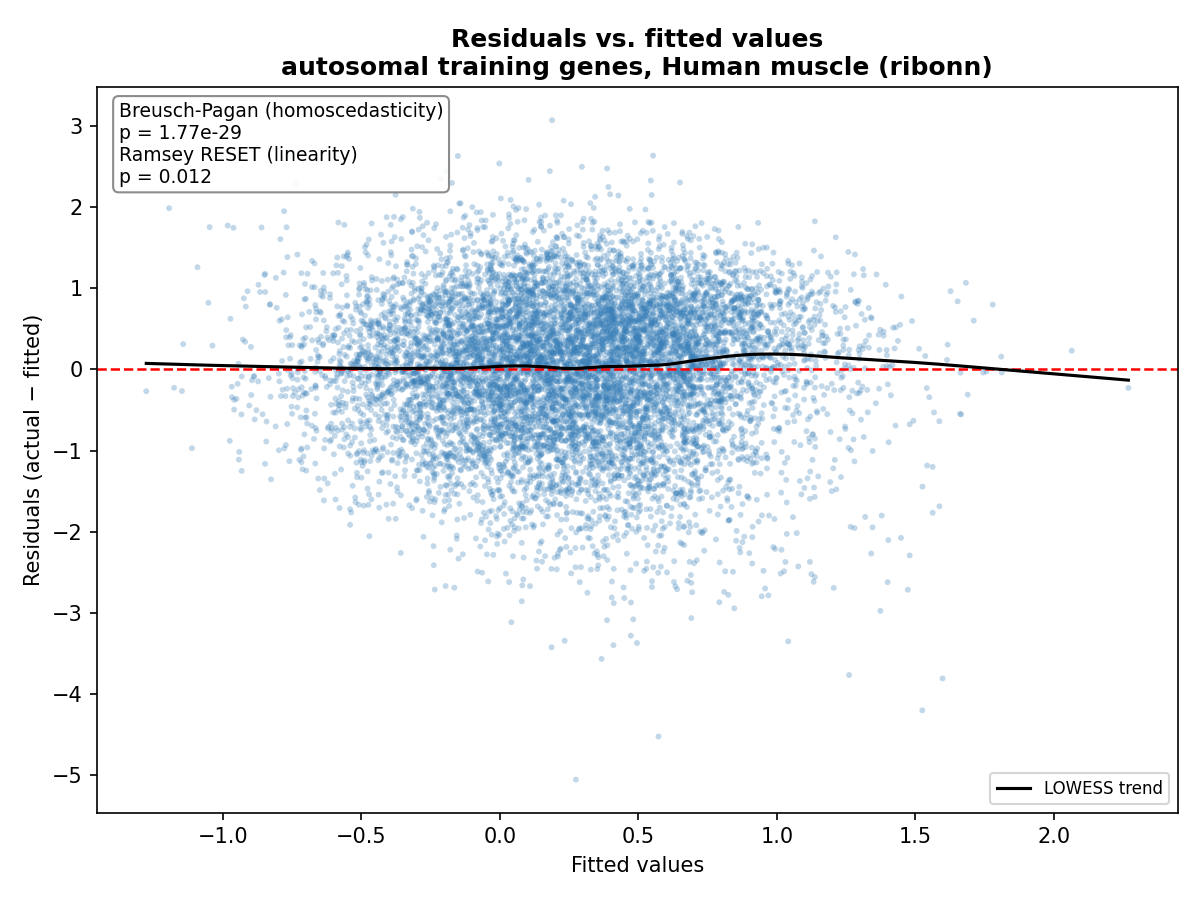 Residuals vs. fitted values
autosomal training genes, Human muscle (ribonn)
Breusch-Pagan (homoscedasticity)
p = 1.77e-29
Ramsey RESET (linearity)
p = 0.012
3
2
1
0
−1
−2
−3
−4
−5
Residuals (actual − fitted)
LOWESS trend
−1.0
−0.5
0.0
0.5
1.0
1.5
2.0
Fitted values